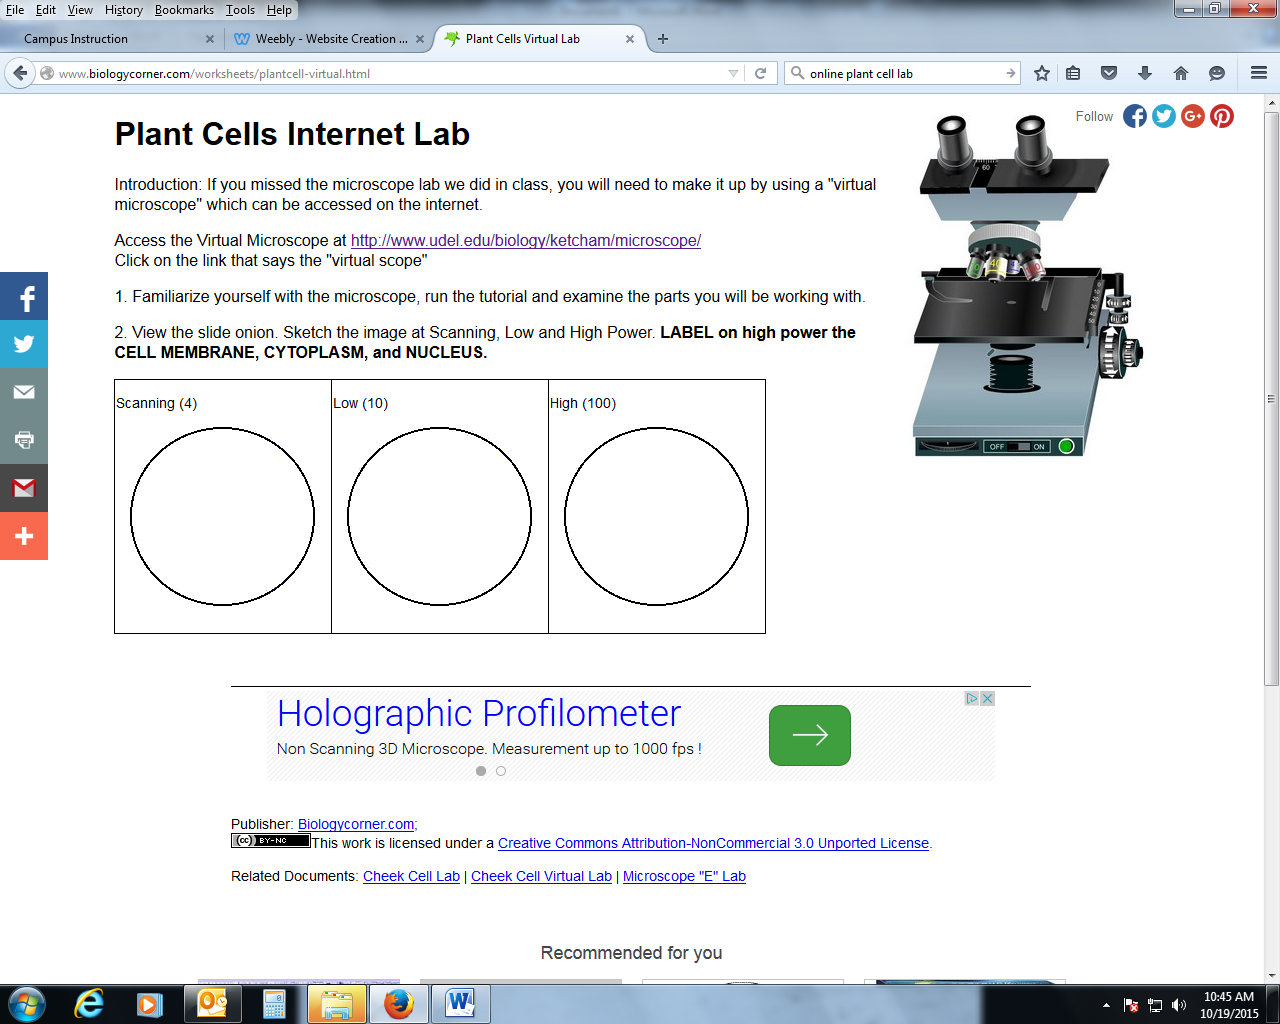 File Edit View History Bookmarks Tools Help
Campus Instruction
Weebly - Website Creation ...
Plant Cells Virtual Lab
www.biologycorner.com/worksheets/plantcell-virtual.html
online plant cell lab
Follow
Plant Cells Internet Lab
Introduction: If you missed the microscope lab we did in class, you will need to make it up by using a "virtual
microscope" which can be accessed on the internet.
Access the Virtual Microscope at http://www.udel.edu/biology/ketcham/microscope/
Click on the link that says the "virtual scope"
1. Familiarize yourself with the microscope, run the tutorial and examine the parts you will be working with.
2. View the slide onion. Sketch the image at Scanning, Low and High Power. LABEL on high power the
CELL MEMBRANE, CYTOPLASM, and NUCLEUS.
Scanning (4)
Low (10)
High (100)
60
OFF ON
Holographic Profilometer
Non Scanning 3D Microscope. Measurement up to 1000 fps !
Publisher: Biologycorner.com;
(cc) BY-NC This work is licensed under a Creative Commons Attribution-NonCommercial 3.0 Unported License.
Related Documents: Cheek Cell Lab | Cheek Cell Virtual Lab | Microscope "E" Lab
Recommended for you
10:45 AM
10/19/2015